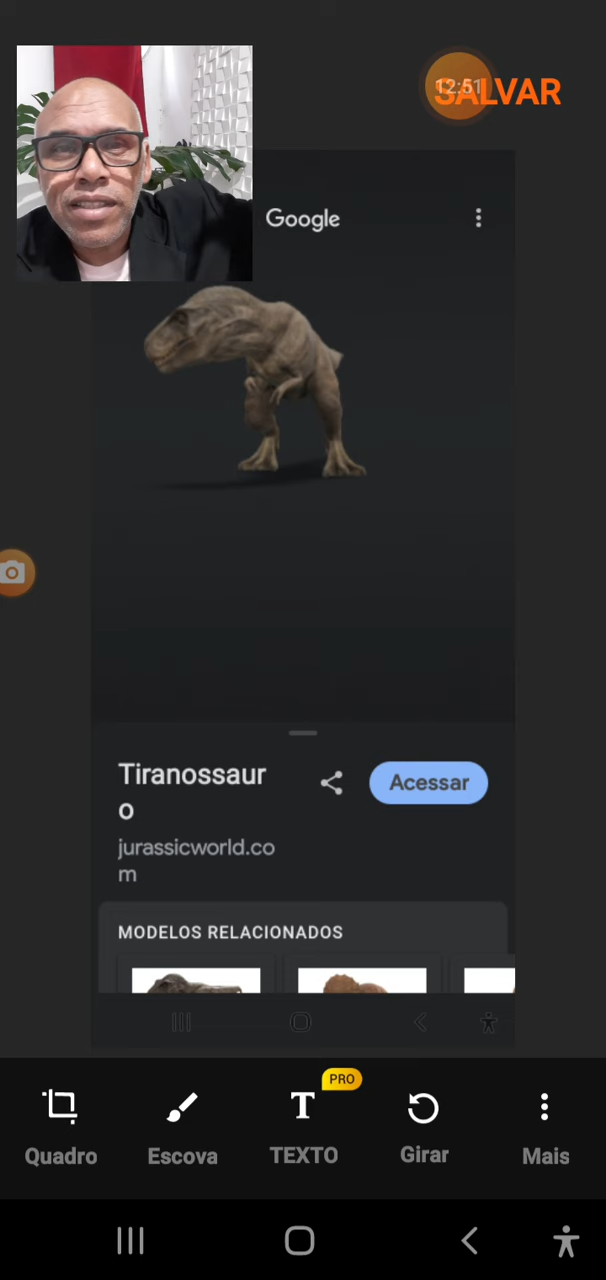 12:51
SALVAR
Google
Tiranossaur
o
Acessar
jurassicworld.co
m
MODELOS RELACIONADOS
PRO
Quadro
Escova
T
TEXTO
Girar
Mais